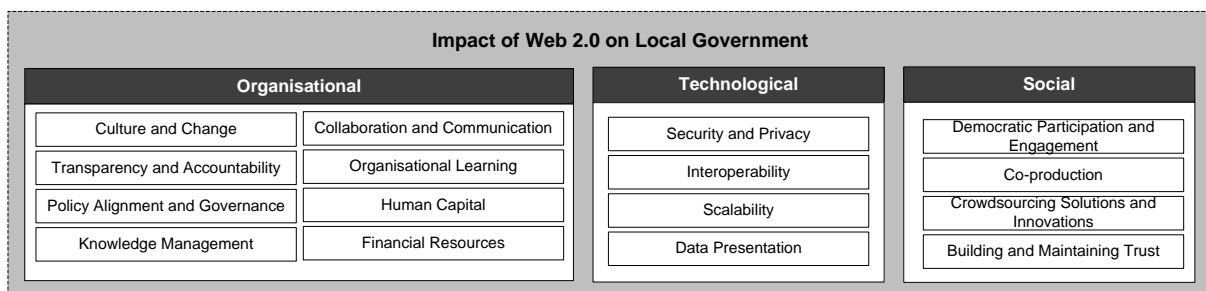 Impact of Web 2.0 on Local Government
Organisational
Culture and Change
Collaboration and Communication
Transparency and Accountability
Organisational Learning
Policy Alignment and Governance
Human Capital
Knowledge Management
Financial Resources
Technological
Security and Privacy
Interoperability
Scalability
Data Presentation
Social
Democratic Participation and
Engagement
Co-production
Crowdsourcing Solutions and
Innovations
Building and Maintaining Trust